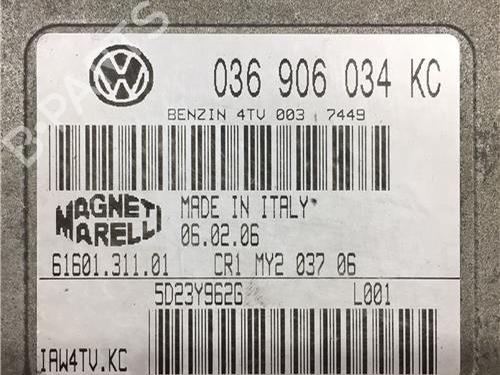 036 906 034 KC
BENZIN 4TV 003 7449
MAGNETI MARELLI
MADE IN ITALY
06.02.06
61601.311.01 CR1 MY2 037 06
5D23Y962G L001
IAW4TV.KC
B-PARTS